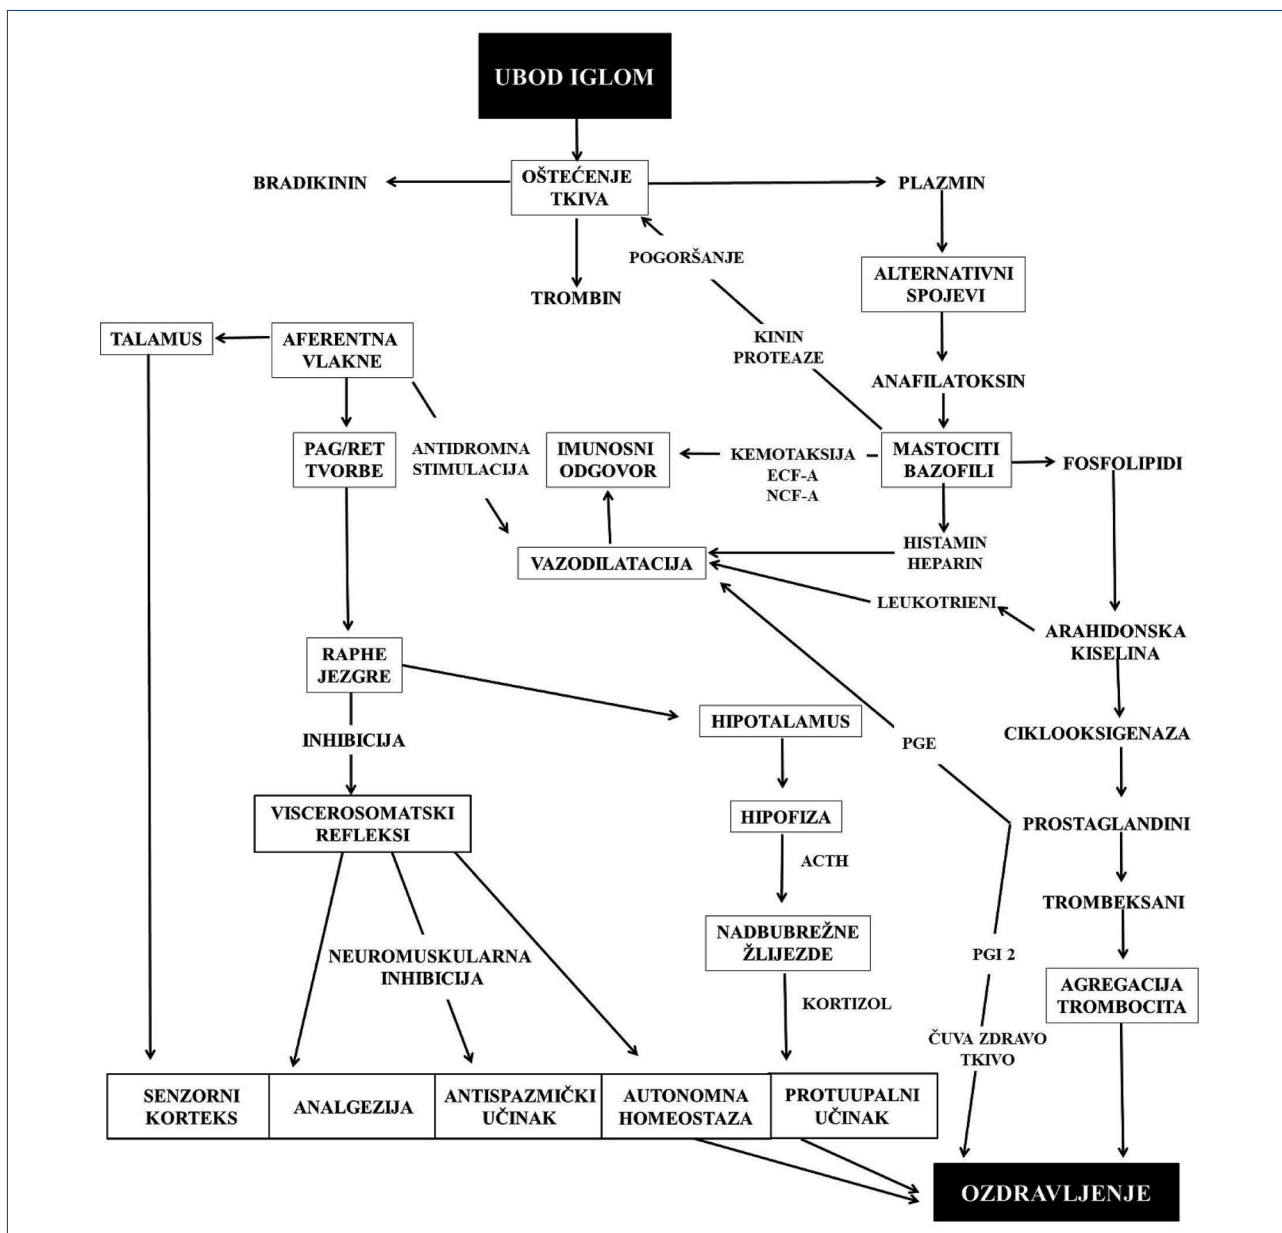 UBOD IGLOM
BRADIKININ
OŠTEĆENJE
TKIVA
PLAZMIN
POGORŠANJE
ALTERNATIVNI
SPOJEVI
TROMBIN
TALAMUS
AFERENTNA
VLAKNE
KININ
PROTEAZE
ANAFILATOKSIN
PAG/RET
TVORBE
ANTIDROMNA
STIMULACIJA
IMUNOSNI
ODGOVOR
KEMOTAKSIJA
ECF-A
NCF-A
MASTOCITI
BAZOFILI
FOSFOLIPIDI
VAZODILATACIJA
HISTAMIN
HEPARIN
LEUKOTRIENI
ARAHIDONSKA
KISELINA
RAPHE
JEZGRE
HIPOTALAMUS
INHIBICIJA
PGE
CIKLOOKSIGENAZA
VISCEROSOMATSKI
REFLEKSI
HIPOFIZA
PROSTAGLANDINI
ACTH
TROMBEKSANI
NADBUBREŽNE
ŽLIJEZDE
NEUROMUSKULARNA
INHIBICIJA
PGI 2
AGREGACIJA
TROMBOCITA
KORTIZOL
ČUVA ZDRAVO
TKIVO
SENZORNI
KORTEKS
ANALGEZIJA
ANTISPAZMIČKI
UČINAK
AUTONOMNA
HOMEOSTAZA
PROTUUPALNI
UČINAK
OZDRAVLJENJE